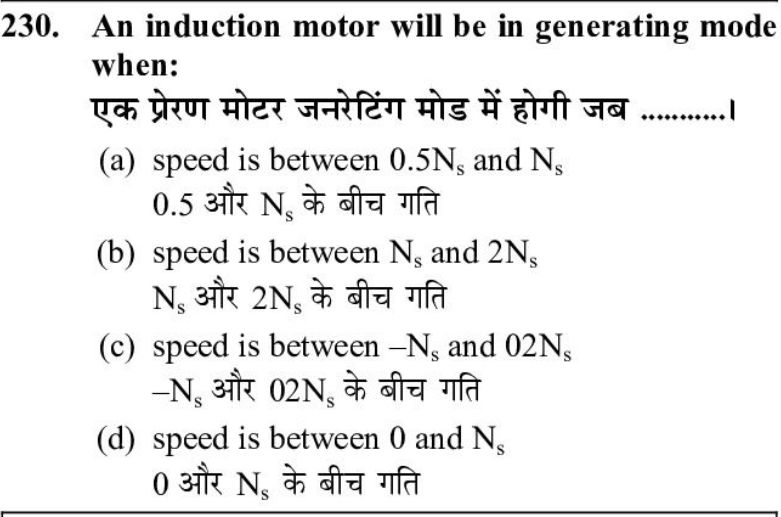 230. An induction motor will be in generating mode
when:
एक प्रेरण मोटर जनरेटिंग मोड में होगी जब ...........।
(a) speed is between 0.5Nₛ and Nₛ
0.5 और Nₛ के बीच गति
(b) speed is between Nₛ and 2Nₛ
Nₛ और 2Nₛ के बीच गति
(c) speed is between –Nₛ and 02Nₛ
–Nₛ और 02Nₛ के बीच गति
(d) speed is between 0 and Nₛ
0 और Nₛ के बीच गति